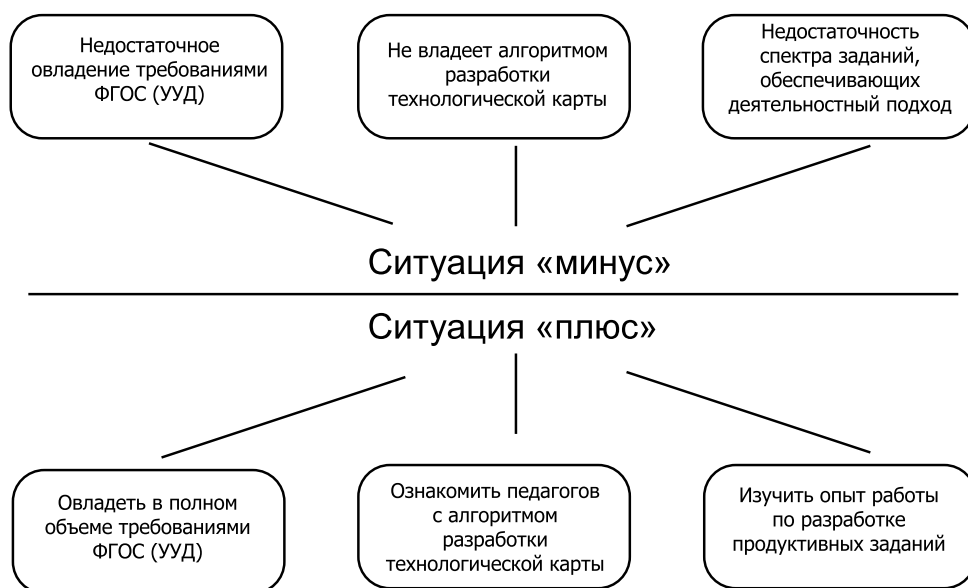 Недостаточное
овладение требованиями
ФГОС (УУД)
Не владеет алгоритмом
разработки
технологической карты
Недостаточность
спектра заданий,
обеспечивающих
деятельностный подход
Ситуация «минус»
Ситуация «плюс»
Овладеть в полном
объеме требованиями
ФГОС (УУД)
Ознакомить педагогов
с алгоритмом
разработки
технологической карты
Изучить опыт работы
по разработке
продуктивных заданий